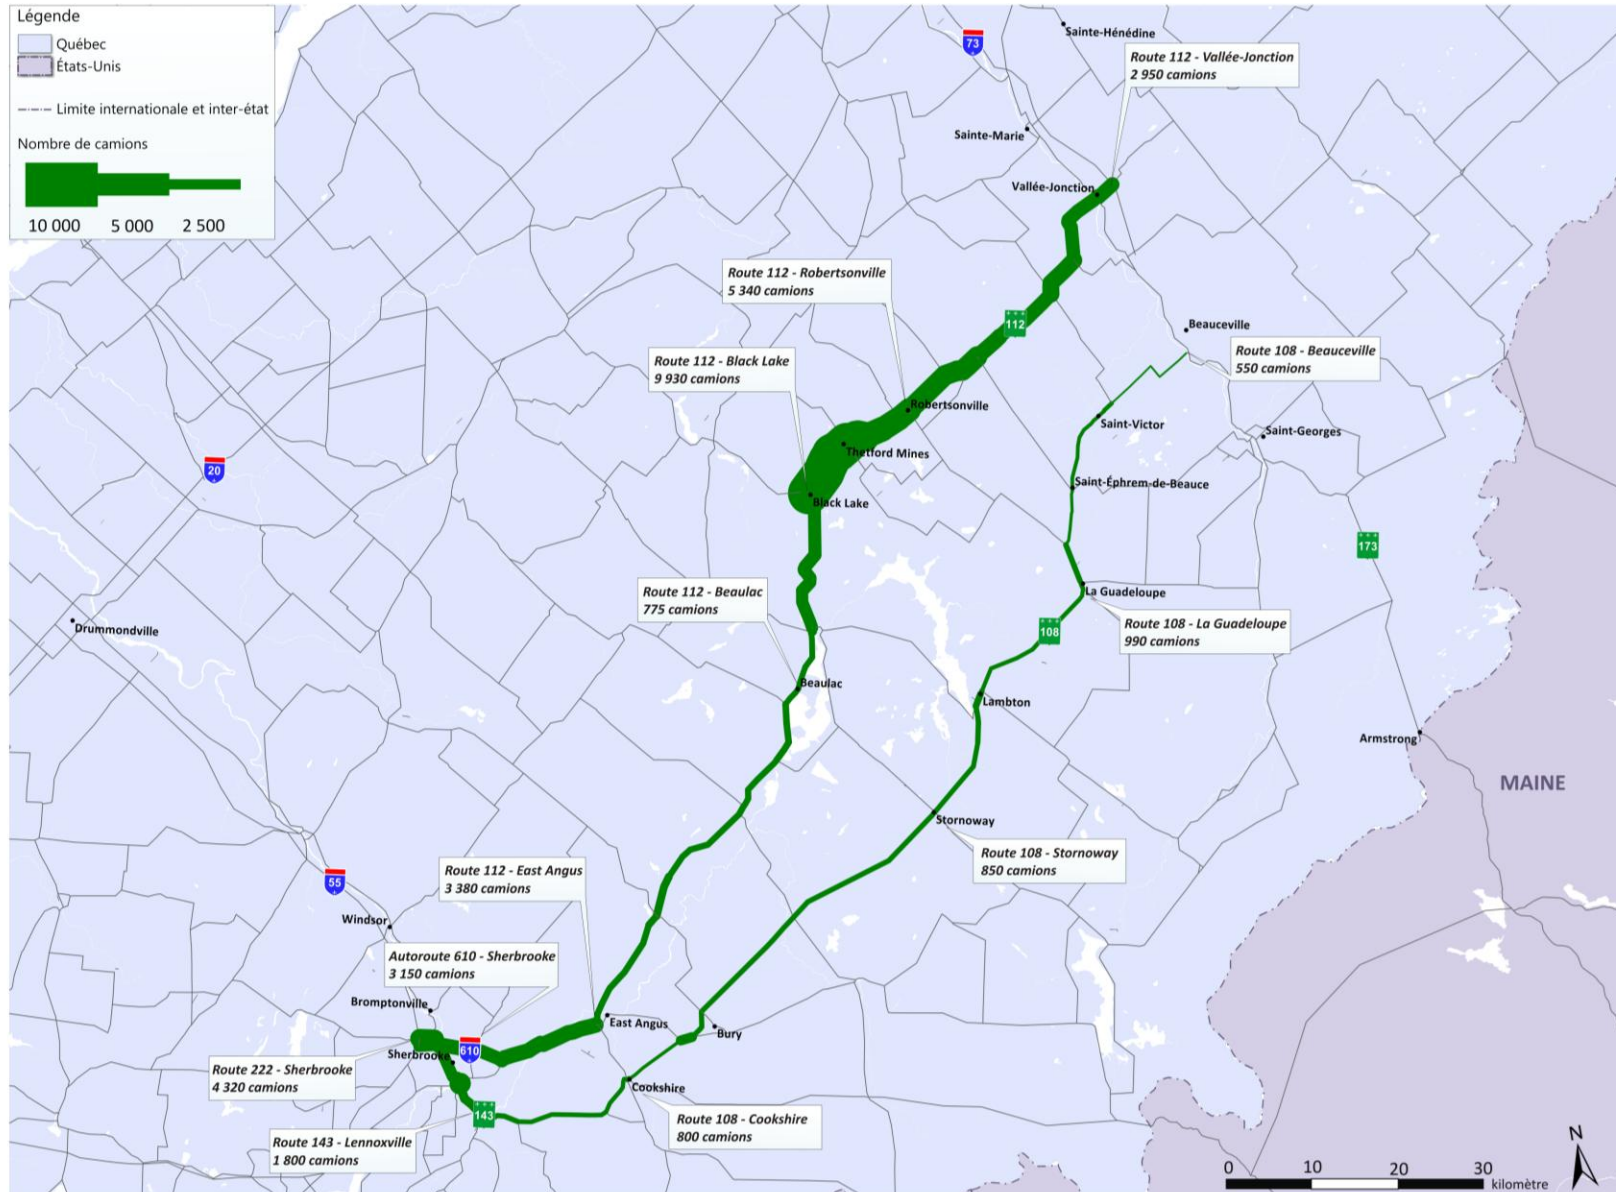 Légende
Québec
États-Unis
Limite internationale et inter-état
Nombre de camions
10 000 5 000 2 500
73
Sainte-Hénédine
Route 112 - Vallée-Jonction
2 950 camions
Sainte-Marie
Vallée-Jonction
Route 112 - Robertsonville
5 340 camions
112
Beauceville
Route 108 - Beauceville
550 camions
Route 112 - Black Lake
9 930 camions
Robertsonville
Saint-Victor
Saint-Georges
Thetford Mines
20
Saint-Éphrem-de-Beauce
Black Lake
173
Route 112 - Beaulac
775 camions
La Guadeloupe
Drummondville
108
Route 108 - La Guadeloupe
990 camions
Beaulac
Lambton
Armstrong
MAINE
Stornoway
Route 108 - Stornoway
850 camions
Route 112 - East Angus
3 380 camions
55
Windsor
Autoroute 610 - Sherbrooke
3 150 camions
Bromptonville
East Angus
Bury
610
Sherbrooke
Route 222 - Sherbrooke
4 320 camions
Cookshire
143
Route 108 - Cookshire
800 camions
Route 143 - Lennoxville
1 800 camions
N
0 10 20 30
kilomètre